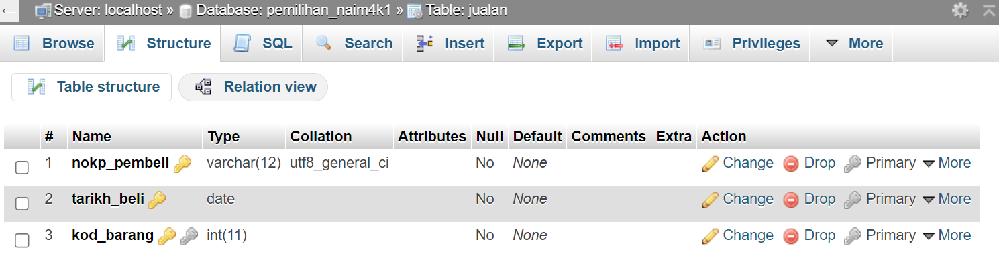 Server: localhost » Database: pemilihan_naim4k1 » Table: jualan
Browse Structure SQL Search Insert Export Import Privileges More
Table structure Relation view
# Name Type Collation Attributes Null Default Comments Extra Action
1 nokp_pembeli varchar(12) utf8_general_ci No None Change Drop Primary More
2 tarikh_beli date No None Change Drop Primary More
3 kod_barang int(11) No None Change Drop Primary More